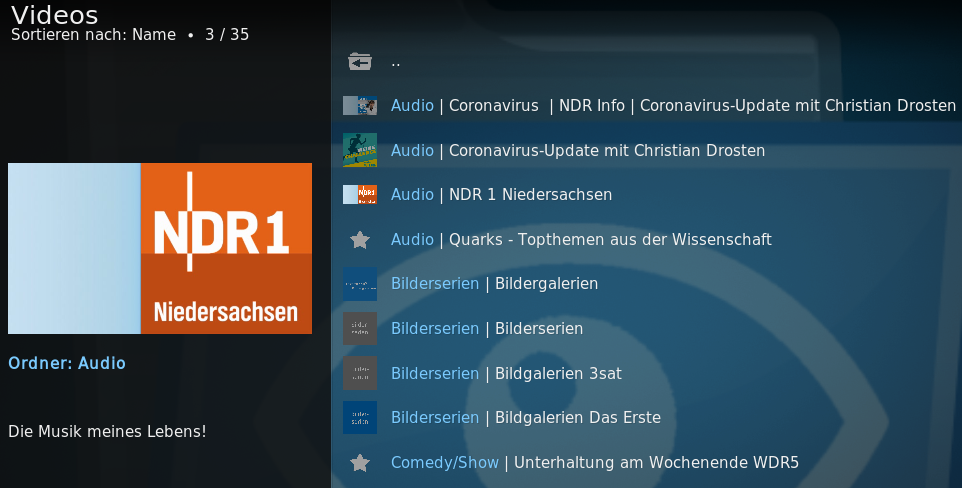 Videos
Sortieren nach: Name • 3 / 35
..
Audio | Coronavirus | NDR Info | Coronavirus-Update mit Christian Drosten
Audio | Coronavirus-Update mit Christian Drosten
Audio | NDR 1 Niedersachsen
Audio | Quarks - Topthemen aus der Wissenschaft
Bilderserien | Bildergalerien
Bilderserien | Bilderserien
Bilderserien | Bildgalerien 3sat
Bilderserien | Bildgalerien Das Erste
Comedy/Show | Unterhaltung am Wochenende WDR5
NDR 1
Niedersachsen
Ordner: Audio
Die Musik meines Lebens!